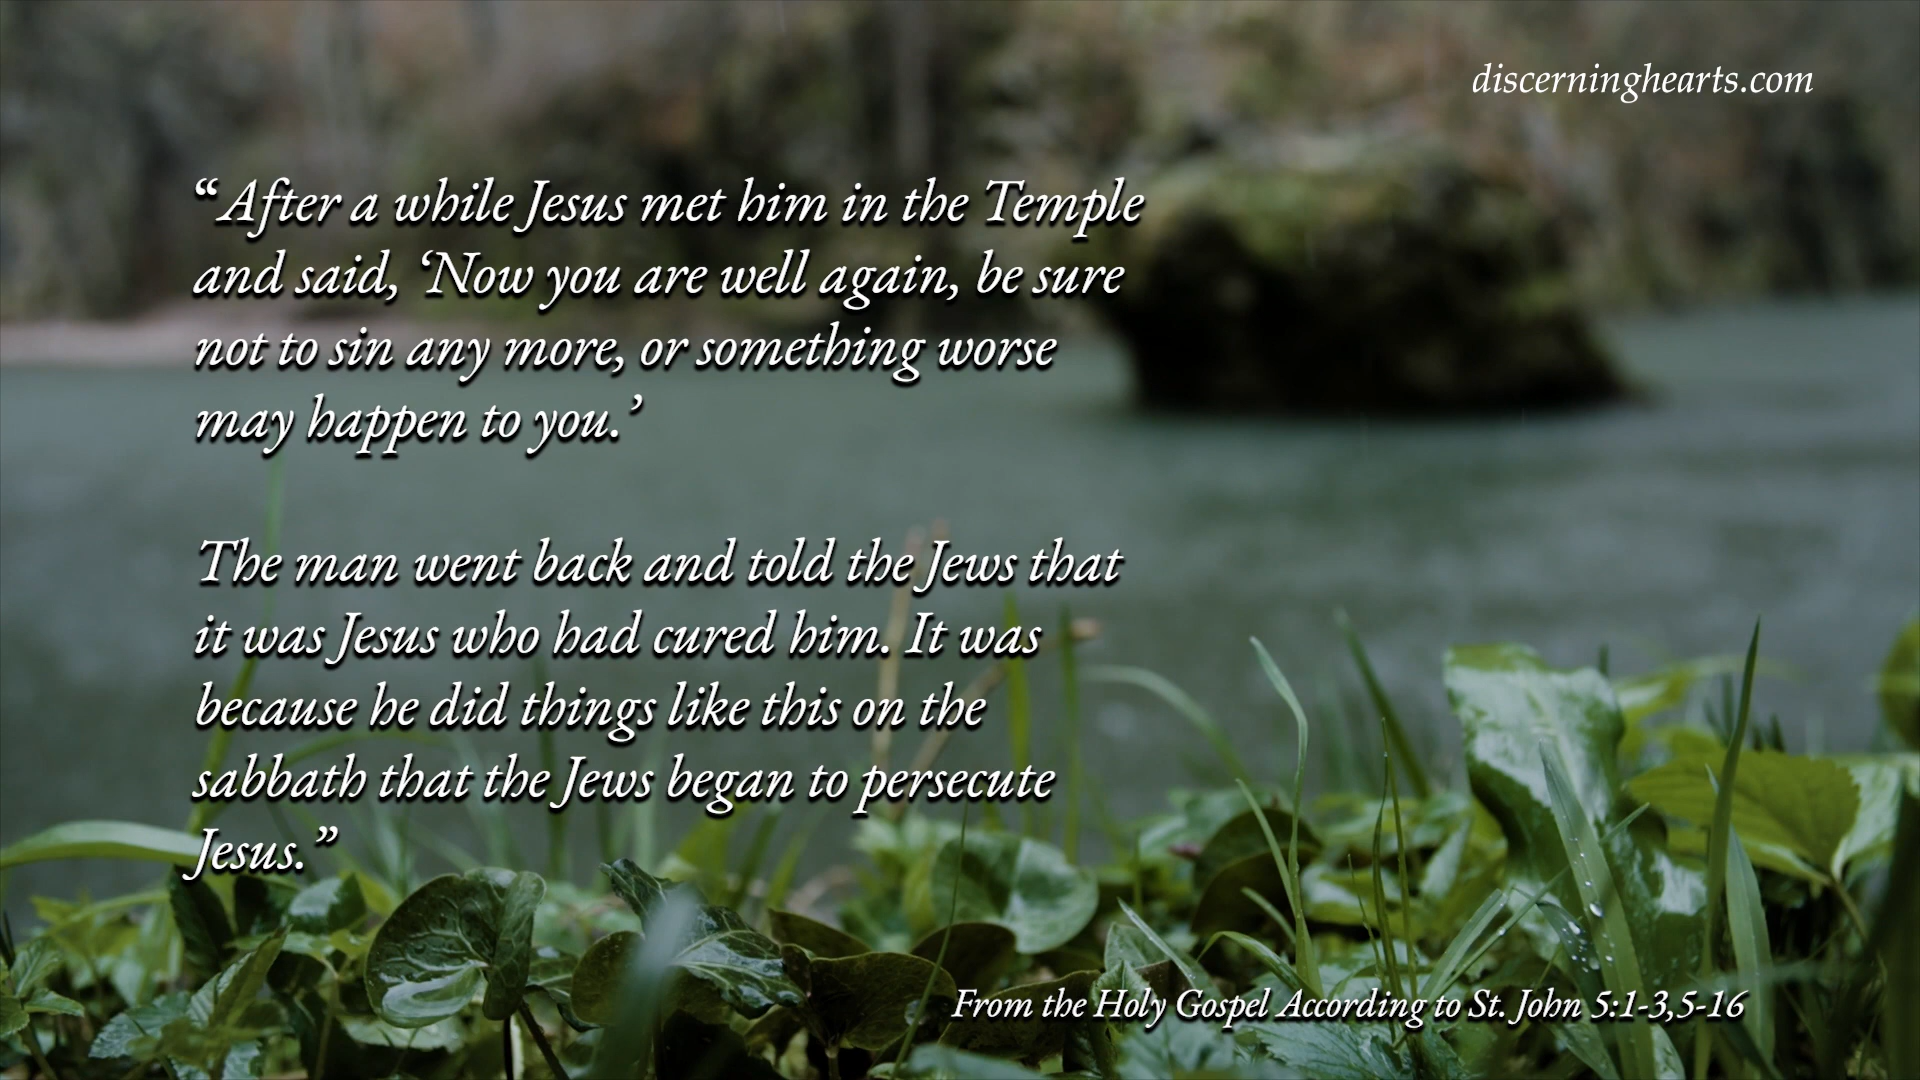 discerninghearts.com
“After a while Jesus met him in the Temple
and said, ‘Now you are well again, be sure
not to sin any more, or something worse
may happen to you.’
The man went back and told the Jews that
it was Jesus who had cured him. It was
because he did things like this on the
sabbath that the Jews began to persecute
Jesus.”
From the Holy Gospel According to St. John 5:1-3,5-16